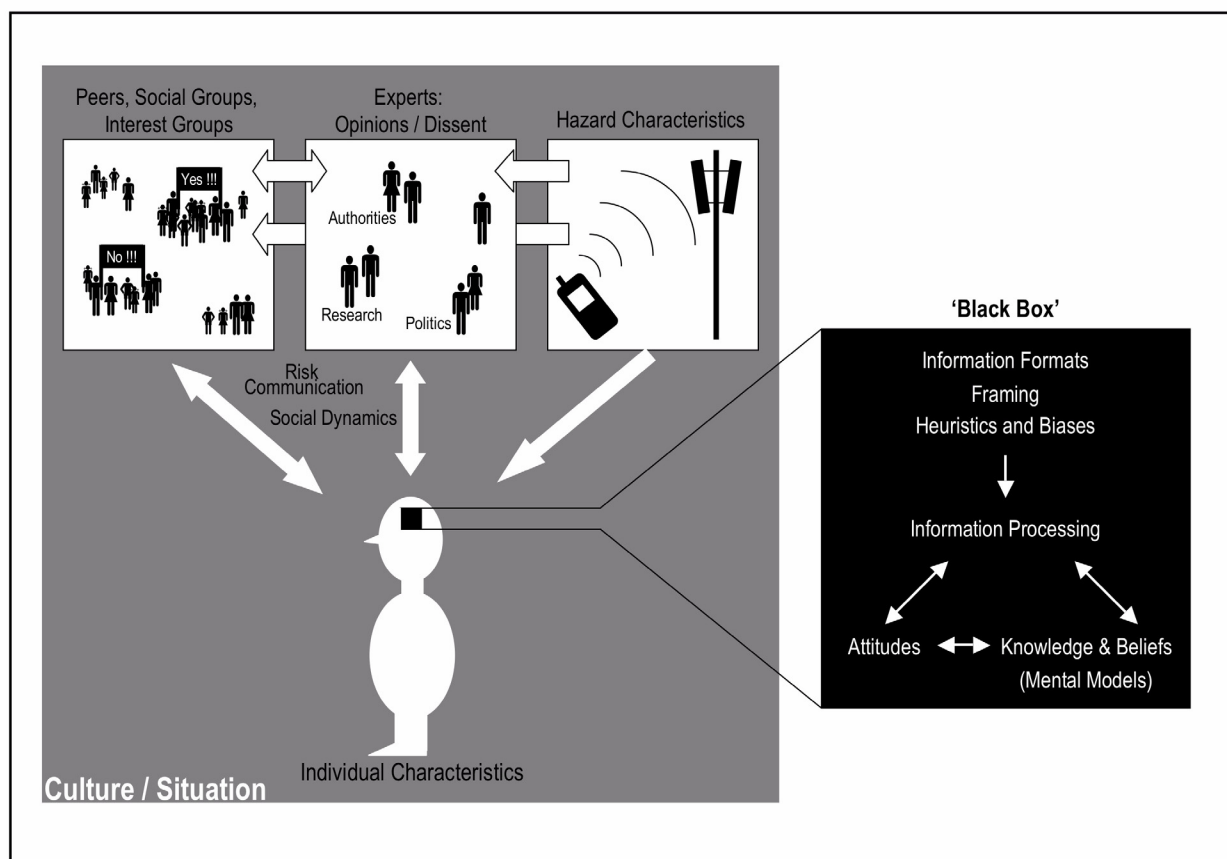 Peers, Social Groups,
Interest Groups
Experts:
Opinions / Dissent
Hazard Characteristics
Yes !!!
No !!!
Authorities
Research
Politics
Risk
Communication
Social Dynamics
Individual Characteristics
Culture / Situation
‘Black Box’
Information Formats
Framing
Heuristics and Biases
Information Processing
Attitudes
Knowledge & Beliefs
(Mental Models)